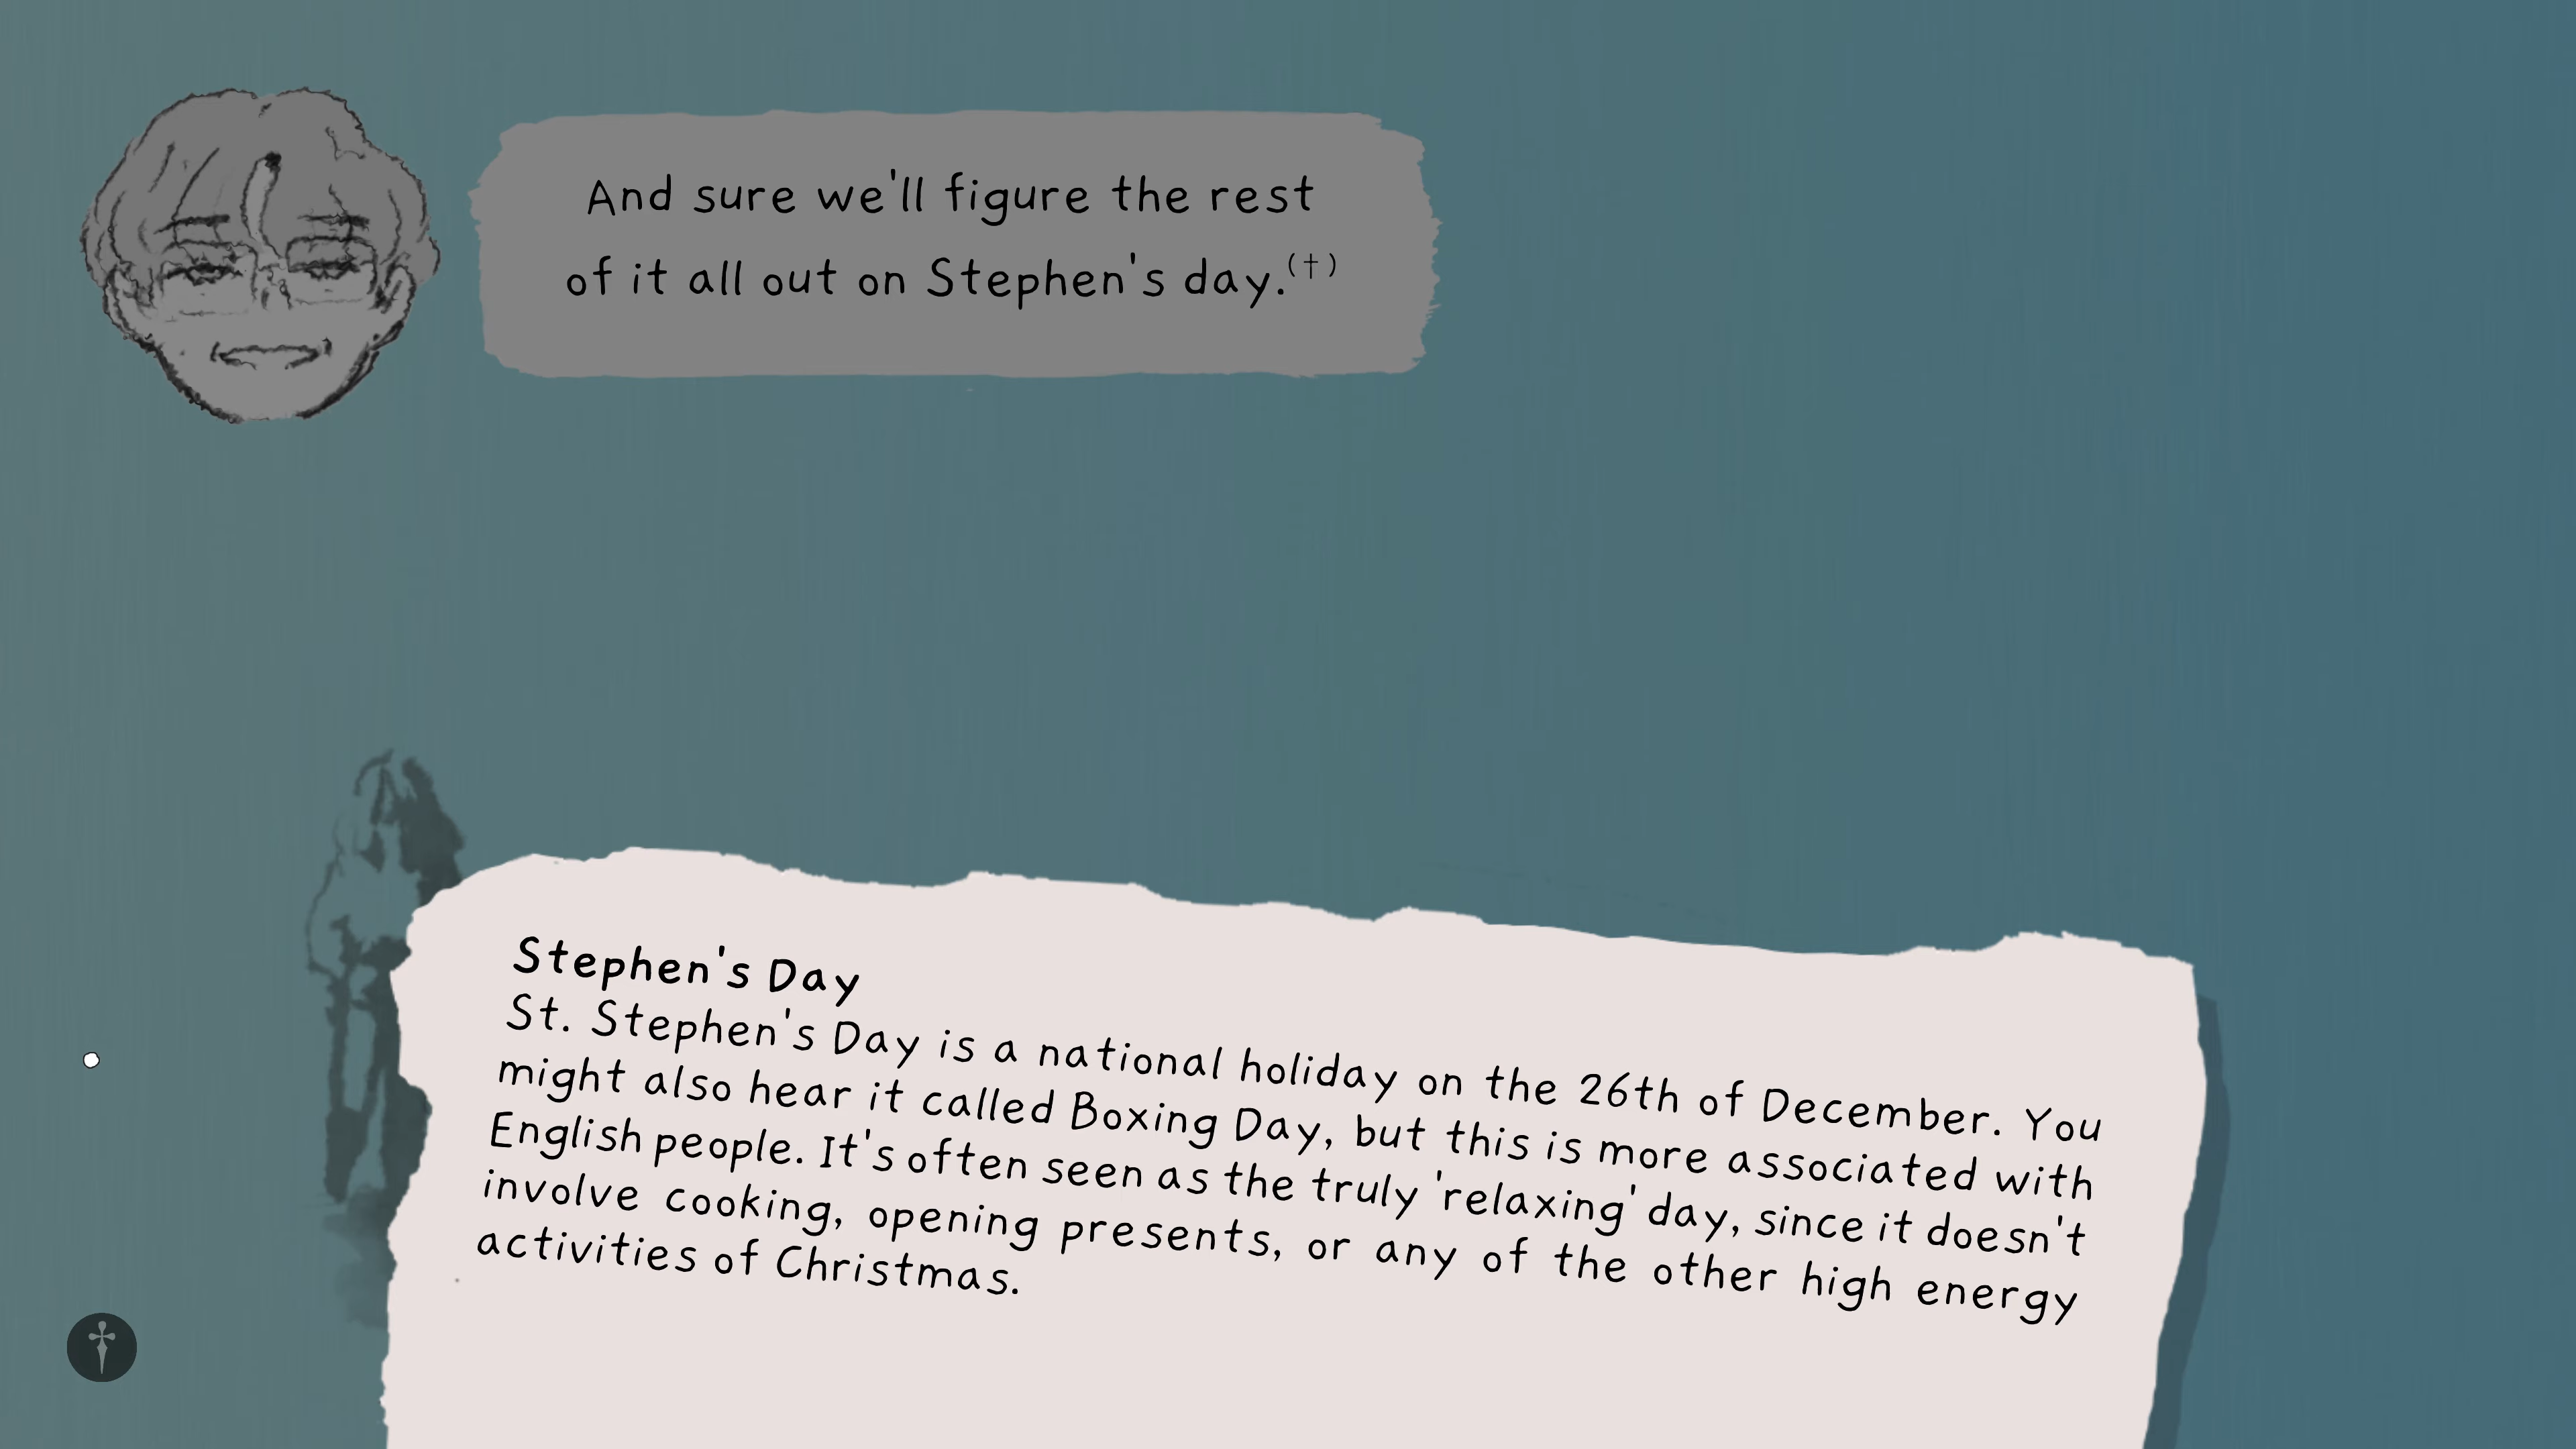 And sure we'll figure the rest
of it all out on Stephen's day.(†)
Stephen's Day
St. Stephen's Day is a national holiday on the 26th of December. You
might also hear it called Boxing Day, but this is more associated with
English people. It's often seen as the truly 'relaxing' day, since it doesn't
involve cooking, opening presents, or any of the other high energy
activities of Christmas.